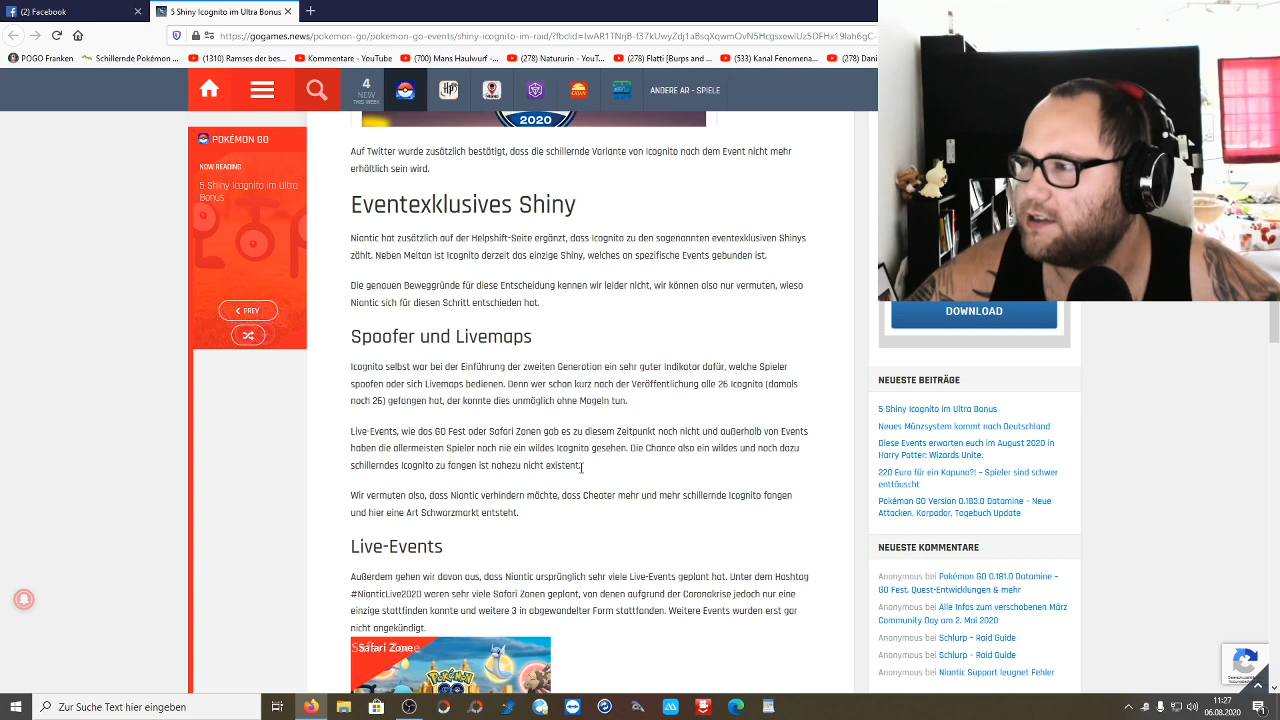 (2) Facebook
5 Shiny Icognito im Ultra Bonus
https://gogames.news/pokemon-go/pokemon-go-events/shiny-icognito-im-raid/?fbclid=IwAR1TNrjB-f37kUwyZdj1aBsqXqwmOvN5HcgsxewlUz5DFHx19lah6gC-
POGO Franken
Schillernde Pokémon ...
(1310) Ramses der bes...
Kommentare - YouTube
(700) Mans Haulwurf - ...
(278) Natururin - YouT...
(278) Flatti [Burps and ...
(533) Kanal Fenomena...
(278) Dani
4
NEW
THIS WEEK
ANDERE AR - SPIELE
POKÉMON GO
NOW READING
5 Shiny Icognito im Ultra
Bonus
PREV
2020
Auf Twitter wurde zusätzlich bestätigt, dass die schillernde Variante von Icognito nach dem Event nicht mehr
erhältlich sein wird.
Eventexklusives Shiny
Niantic hat zusätzlich auf der Helpshift-Seite ergänzt, dass Icognito zu den sogenannten eventexklusiven Shinys
zählt. Neben Meltan ist Icognito derzeit das einzige Shiny, welches an spezifische Events gebunden ist.
Die genauen Beweggründe für diese Entscheidung kennen wir leider nicht, wir können also nur vermuten, wieso
Niantic sich für diesen Schritt entschieden hat.
Spoofer und Livemaps
Icognito selbst war bei der Einführung der zweiten Generation ein sehr guter Indikator dafür, welche Spieler
spoofen oder sich Livemaps bedienen. Denn wer schon kurz nach der Veröffentlichung alle 26 Icognito (damals
noch 26) gefangen hat, der konnte dies unmöglich ohne Mogeln tun.
Live-Events, wie das GO Fest oder Safari Zonen gab es zu diesem Zeitpunkt noch nicht und außerhalb von Events
haben die allermeisten Spieler noch nie ein wildes Icognito gesehen. Die Chance also ein wildes und noch dazu
schillerndes Icognito zu fangen ist nahezu nicht existent.
Wir vermuten also, dass Niantic verhindern möchte, dass Cheater mehr und mehr schillernde Icognito fangen
und hier eine Art Schwarzmarkt entsteht.
Live-Events
Außerdem gehen wir davon aus, dass Niantic ursprünglich sehr viele Live-Events geplant hat. Unter dem Hashtag
#NianticLive2020 waren sehr viele Safari Zonen geplant, von denen aufgrund der Coronakrise jedoch nur eine
einzige stattfinden konnte und weitere 3 in abgewandelter Form stattfanden. Weitere Events wurden erst gar
nicht angekündigt.
Safari Zone
Pokémon
DOWNLOAD
NEUESTE BEITRÄGE
5 Shiny Icognito im Ultra Bonus
Neues Münzsystem kommt nach Deutschland
Diese Events erwarten euch im August 2020 in
Harry Potter: Wizards Unite.
220 Euro für ein Kapuno?! – Spieler sind schwer
enttäuscht
Pokémon GO Version 0.183.0 Datamine – Neue
Attacken, Karpador, Tagebuch Update
NEUESTE KOMMENTARE
Anonymous bei Pokémon GO 0.181.0 Datamine –
GO Fest, Quest-Entwicklungen & mehr
Anonymous bei Alle Infos zum verschobenen März
Community Day am 2. Mai 2020
Anonymous bei Schlurp – Raid Guide
Anonymous bei Schlurp – Raid Guide
Anonymous bei Niantic Support leugnet Fehler
Zur Suche Text hier eingeben
11:27
06.08.2020